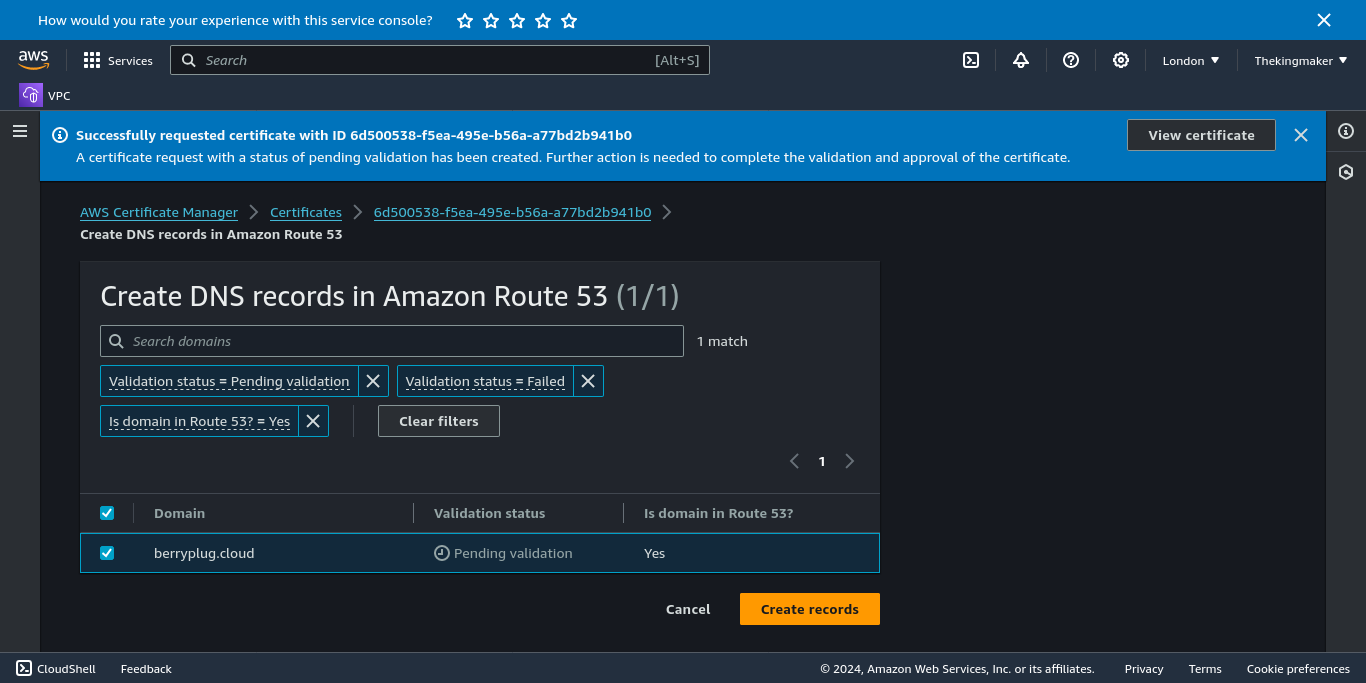 How would you rate your experience with this service console?
aws
Services
Search
[Alt+S]
London
Thekingmaker
VPC
Successfully requested certificate with ID 6d500538-f5ea-495e-b56a-a77bd2b941b0
A certificate request with a status of pending validation has been created. Further action is needed to complete the validation and approval of the certificate.
View certificate
AWS Certificate Manager
Certificates
6d500538-f5ea-495e-b56a-a77bd2b941b0
Create DNS records in Amazon Route 53
Create DNS records in Amazon Route 53 (1/1)
Search domains
1 match
Validation status = Pending validation
Validation status = Failed
Is domain in Route 53? = Yes
Clear filters
1
Domain
Validation status
Is domain in Route 53?
berryplug.cloud
Pending validation
Yes
Cancel
Create records
CloudShell
Feedback
© 2024, Amazon Web Services, Inc. or its affiliates.
Privacy
Terms
Cookie preferences